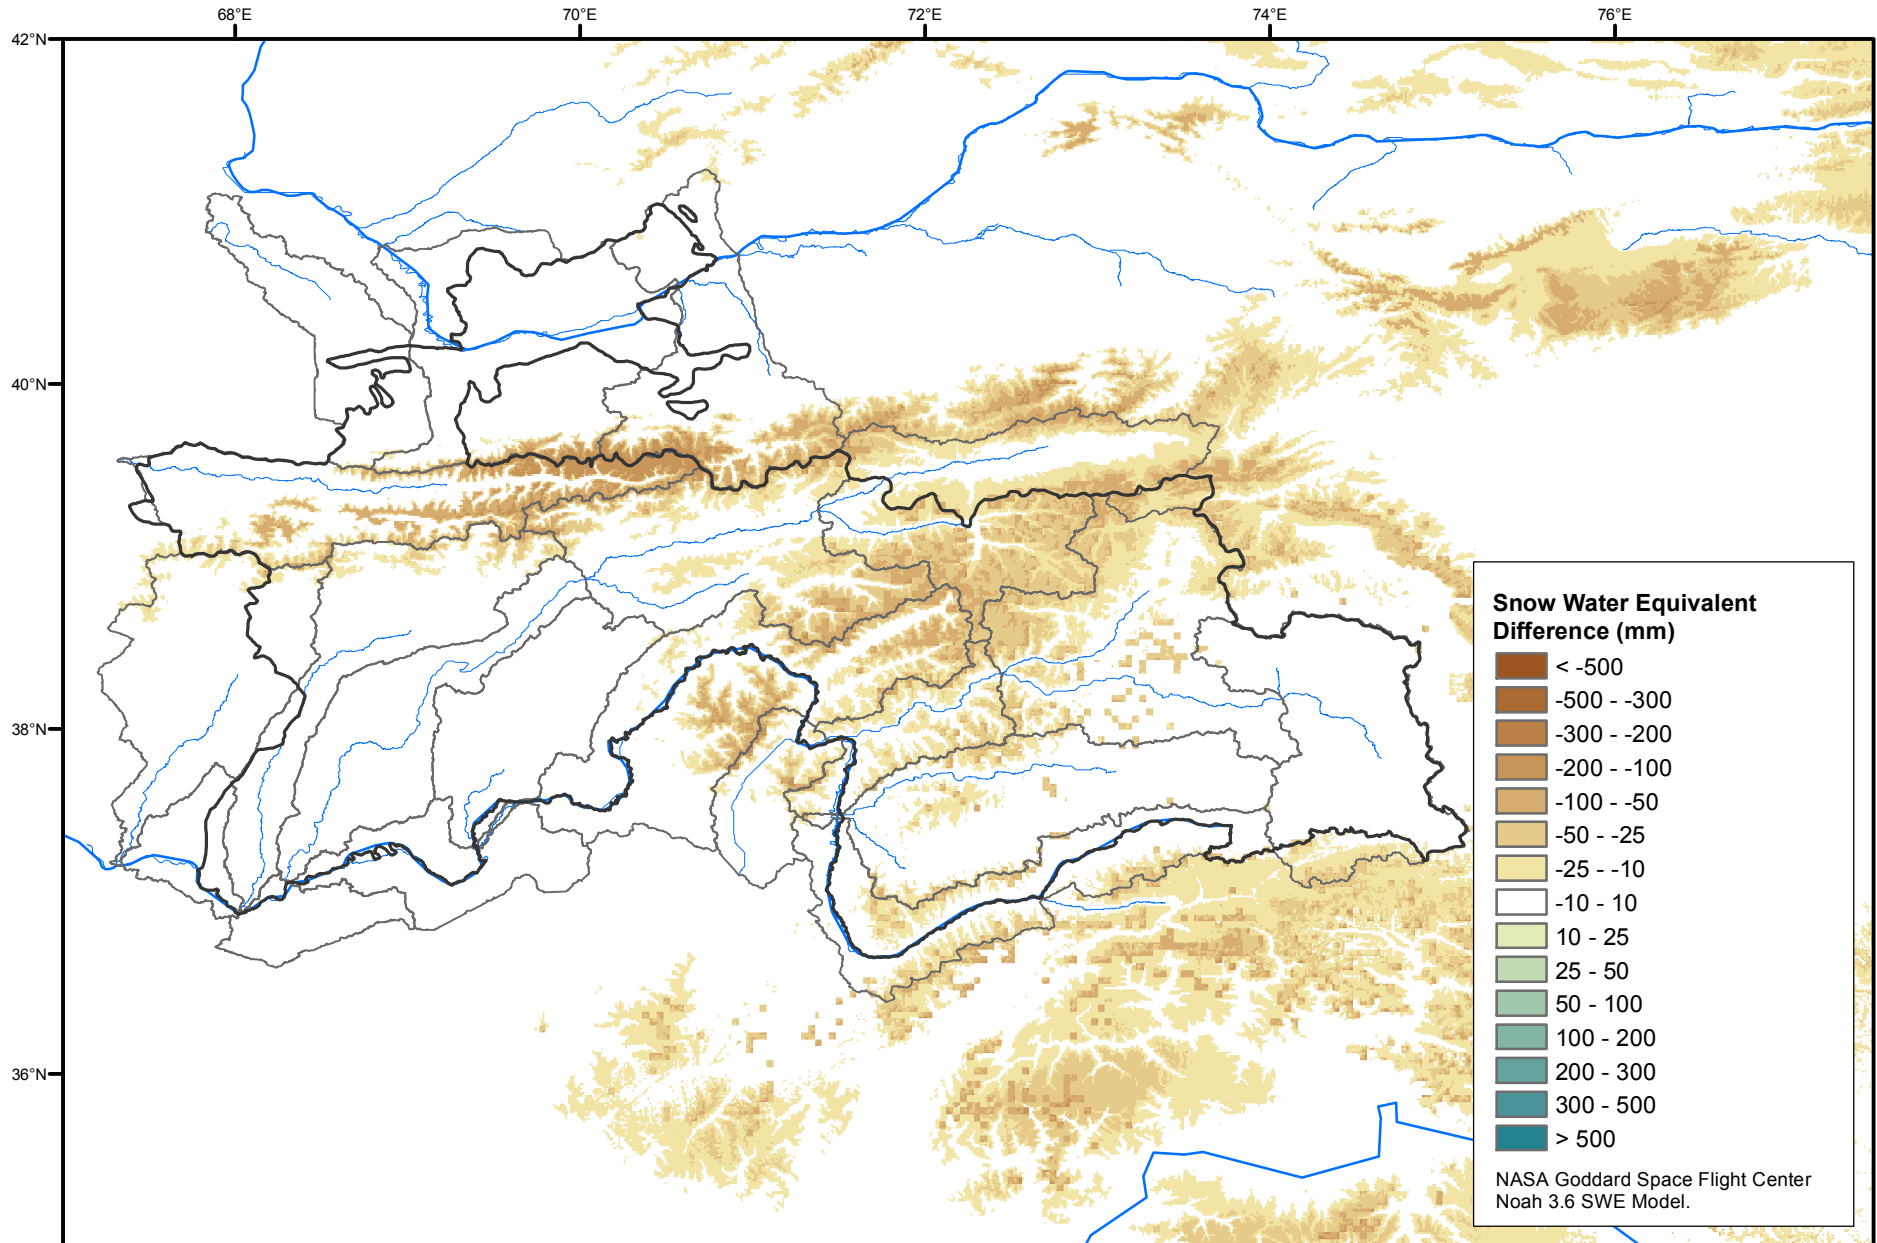 68°E 70°E 72°E 74°E 76°E
42°N
40°N
38°N
36°N
Snow Water Equivalent
Difference (mm)
< -500
-500 - -300
-300 - -200
-200 - -100
-100 - -50
-50 - -25
-25 - -10
-10 - 10
10 - 25
25 - 50
50 - 100
100 - 200
200 - 300
300 - 500
> 500
NASA Goddard Space Flight Center
Noah 3.6 SWE Model.